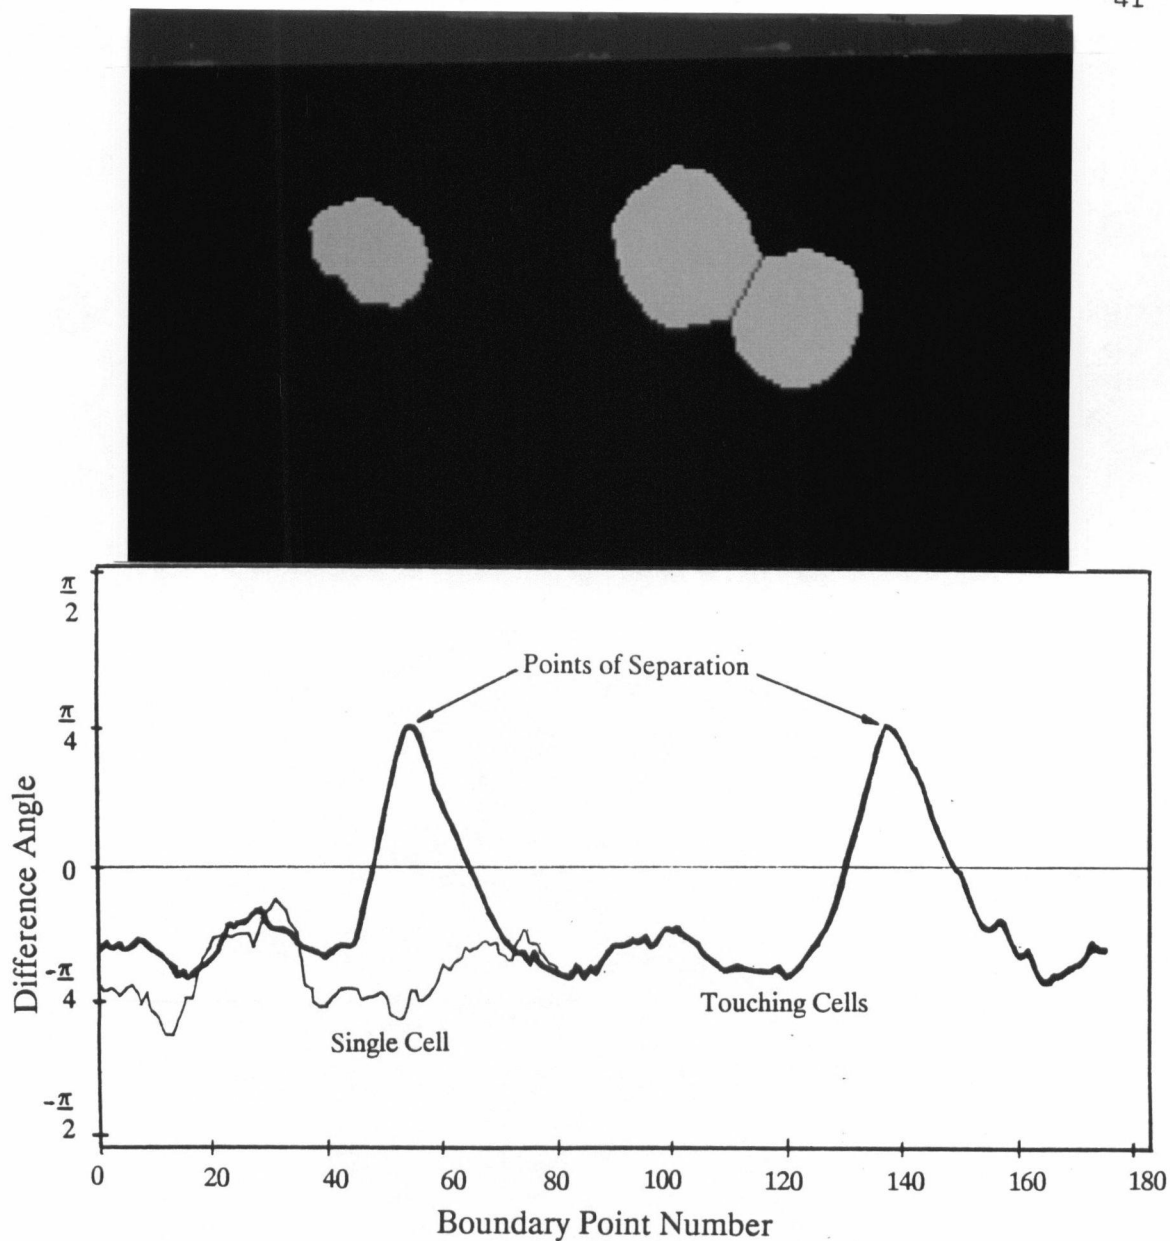 41
π
2
π
4
0
-π
4
-π
2
Difference Angle
Points of Separation
Touching Cells
Single Cell
0 20 40 60 80 100 120 140 160 180
Boundary Point Number